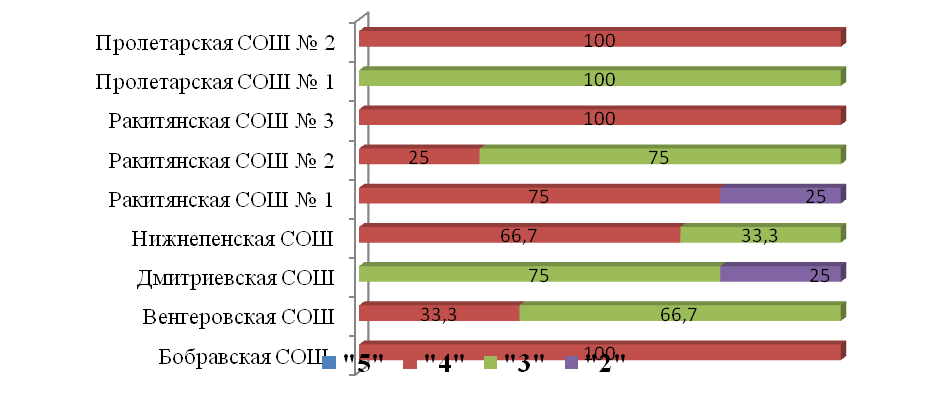 Пролетарская СОШ № 2 100
Пролетарская СОШ № 1 100
Ракитянская СОШ № 3 100
Ракитянская СОШ № 2 25 75
Ракитянская СОШ № 1 75 25
Нижнепенская СОШ 66,7 33,3
Дмитриевская СОШ 75 25
Венгеровская СОШ 33,3 66,7
Бобравская СОШ 100
"5" "4" "3" "2"